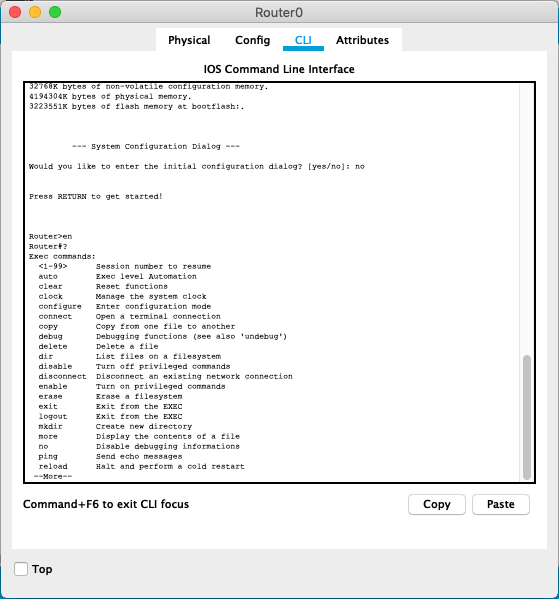 Router0
Physical Config CLI Attributes
IOS Command Line Interface
32768K bytes of non-volatile configuration memory.
4194304K bytes of physical memory.
3223551K bytes of flash memory at bootflash:.
--- System Configuration Dialog ---
Would you like to enter the initial configuration dialog? [yes/no]: no
Press RETURN to get started!
Router>en
Router#?
Exec commands:
<1-99> Session number to resume
auto Exec level Automation
clear Reset functions
clock Manage the system clock
configure Enter configuration mode
connect Open a terminal connection
copy Copy from one file to another
debug Debugging functions (see also 'undebug')
delete Delete a file
dir List files on a filesystem
disable Turn off privileged commands
disconnect Disconnect an existing network connection
enable Turn on privileged commands
erase Erase a filesystem
exit Exit from the EXEC
logout Exit from the EXEC
mkdir Create new directory
more Display the contents of a file
no Disable debugging informations
ping Send echo messages
reload Halt and perform a cold restart
--More--
Command+F6 to exit CLI focus Copy Paste
Top